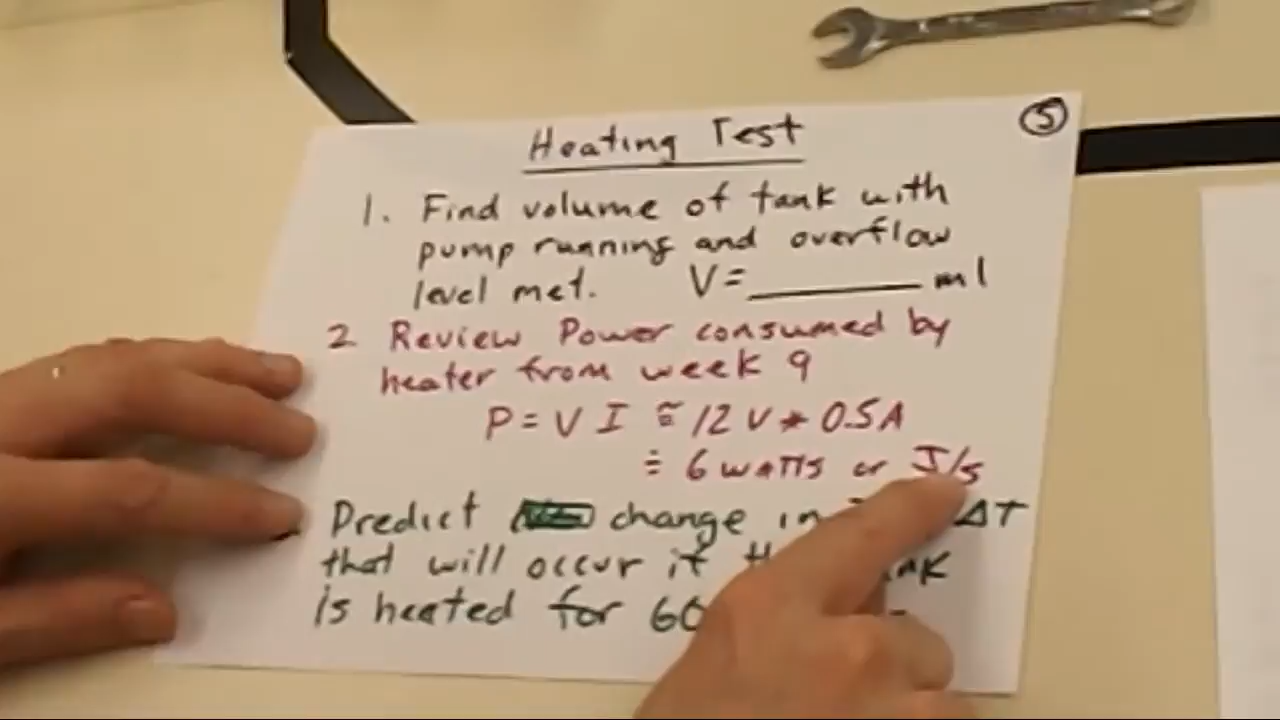 Heating Test
5
1. Find volume of tank with
pump running and overflow
level met. V= ________ ml
2 Review Power consumed by
heater from week 9
P = V I ≅ 12 V * 0.5A
≐ 6 watts or J/s
Predict change in ΔT
that will occur if
is heated for 60